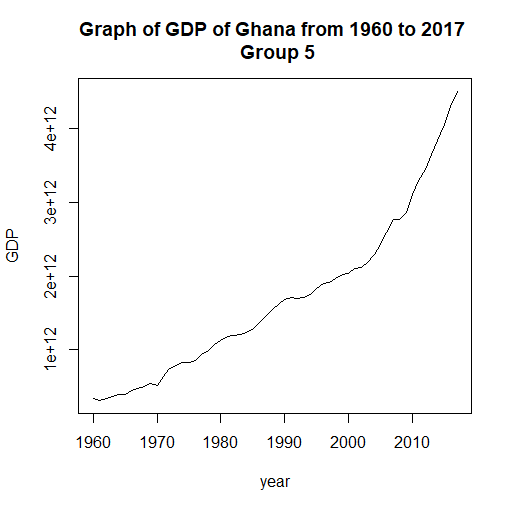 Graph of GDP of Ghana from 1960 to 2017
Group 5
4e+12
3e+12
2e+12
1e+12
GDP
1960 1970 1980 1990 2000 2010
year